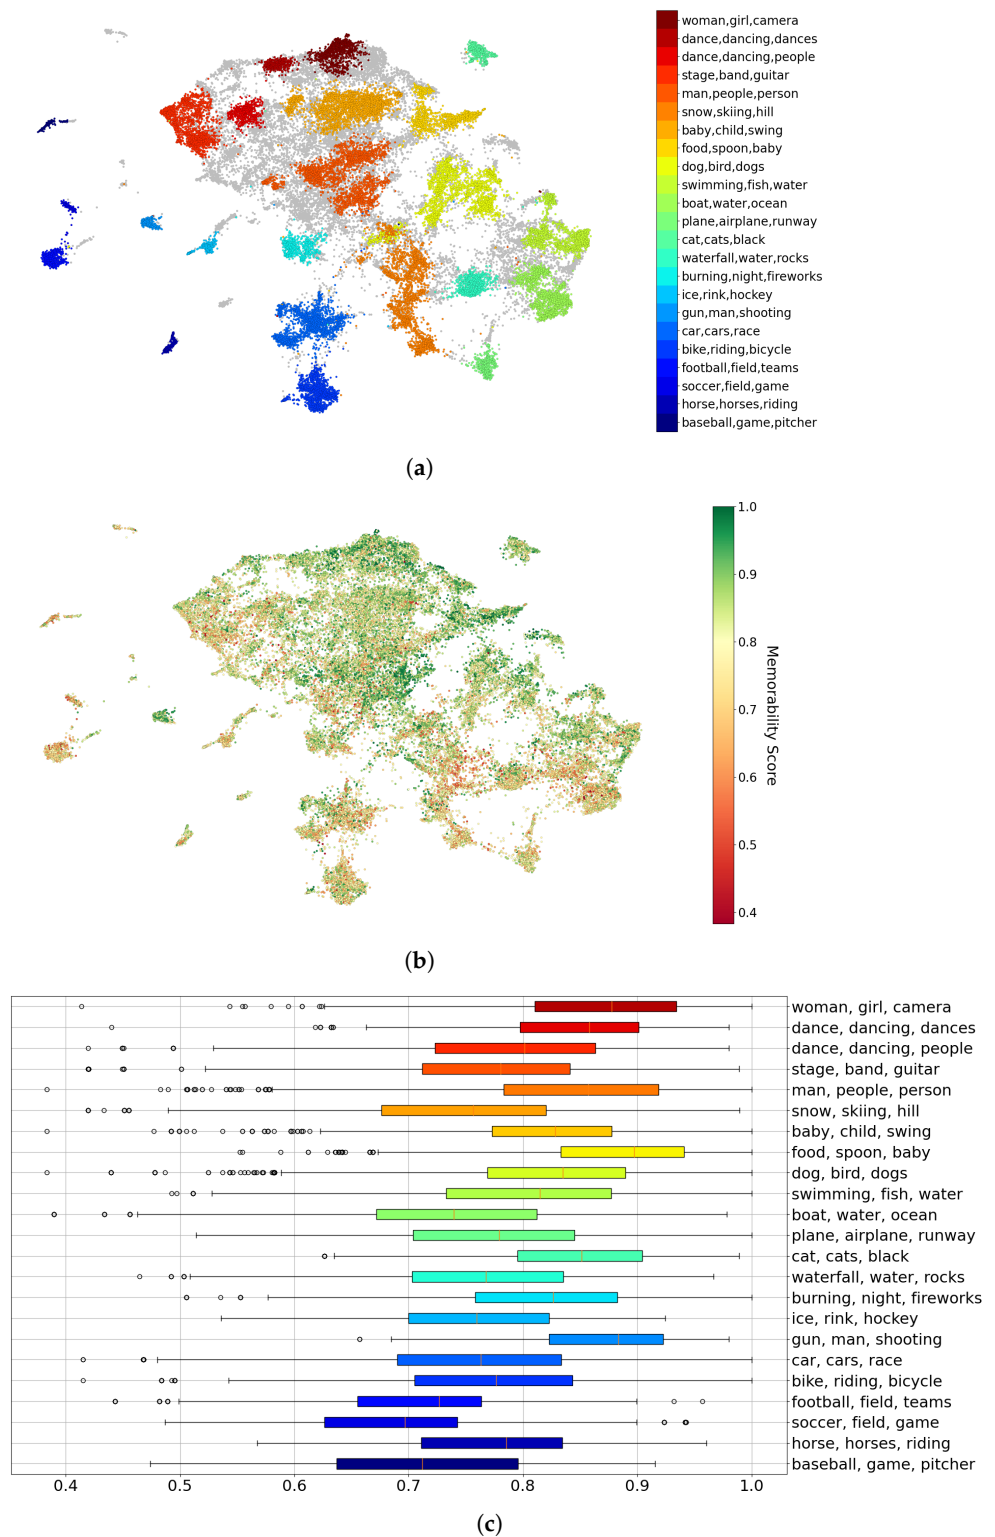 woman,girl,camera
dance,dancing,dances
dance,dancing,people
stage,band,guitar
man,people,person
snow,skiing,hill
baby,child,swing
food,spoon,baby
dog,bird,dogs
swimming,fish,water
boat,water,ocean
plane,airplane,runway
cat,cats,black
waterfall,water,rocks
burning,night,fireworks
ice,rink,hockey
gun,man,shooting
car,cars,race
bike,riding,bicycle
football,field,teams
soccer,field,game
horse,horses,riding
baseball,game,pitcher
(a)
1.0
0.9
0.8
0.7
0.6
0.5
0.4
Memorability Score
(b)
woman, girl, camera
dance, dancing, dances
dance, dancing, people
stage, band, guitar
man, people, person
snow, skiing, hill
baby, child, swing
food, spoon, baby
dog, bird, dogs
swimming, fish, water
boat, water, ocean
plane, airplane, runway
cat, cats, black
waterfall, water, rocks
burning, night, fireworks
ice, rink, hockey
gun, man, shooting
car, cars, race
bike, riding, bicycle
football, field, teams
soccer, field, game
horse, horses, riding
baseball, game, pitcher
0.4 0.5 0.6 0.7 0.8 0.9 1.0
(c)